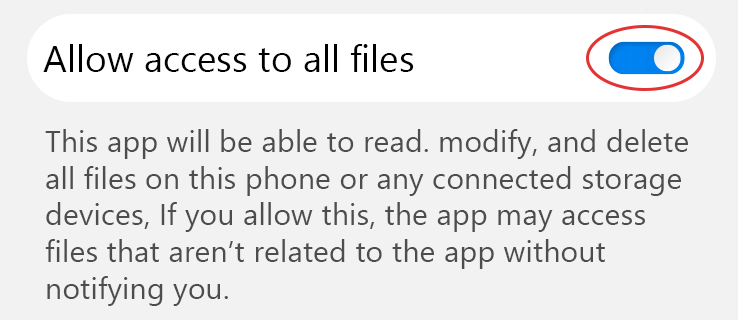 Allow access to all files
This app will be able to read. modify, and delete
all files on this phone or any connected storage
devices, If you allow this, the app may access
files that aren’t related to the app without
notifying you.